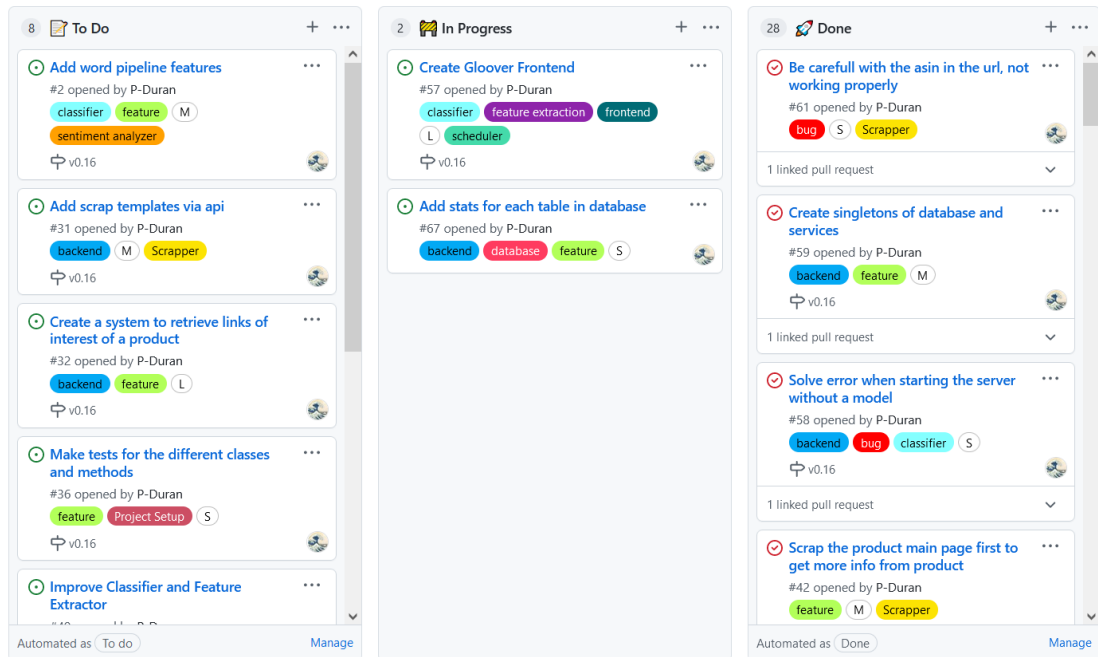 8 📝 To Do + ...
Add word pipeline features ...
#2 opened by P-Duran
classifier feature M
sentiment analyzer
v0.16
Add scrap templates via api ...
#31 opened by P-Duran
backend M Scrapper
v0.16
Create a system to retrieve links of ...
interest of a product
#32 opened by P-Duran
backend feature L
v0.16
Make tests for the different classes ...
and methods
#36 opened by P-Duran
feature Project Setup S
v0.16
Improve Classifier and Feature ...
Extractor
Automated as To do Manage
2 🚧 In Progress + ...
Create Gloover Frontend ...
#57 opened by P-Duran
classifier feature extraction frontend
L scheduler
v0.16
Add stats for each table in database ...
#67 opened by P-Duran
backend database feature S
28 🚀 Done + ...
Be carefull with the asin in the url, not ...
working properly
#61 opened by P-Duran
bug S Scrapper
1 linked pull request
Create singletons of database and ...
services
#59 opened by P-Duran
backend feature M
v0.16
1 linked pull request
Solve error when starting the server ...
without a model
#58 opened by P-Duran
backend bug classifier S
v0.16
1 linked pull request
Scrap the product main page first to ...
get more info from product
#42 opened by P-Duran
feature M Scrapper
Automated as Done Manage